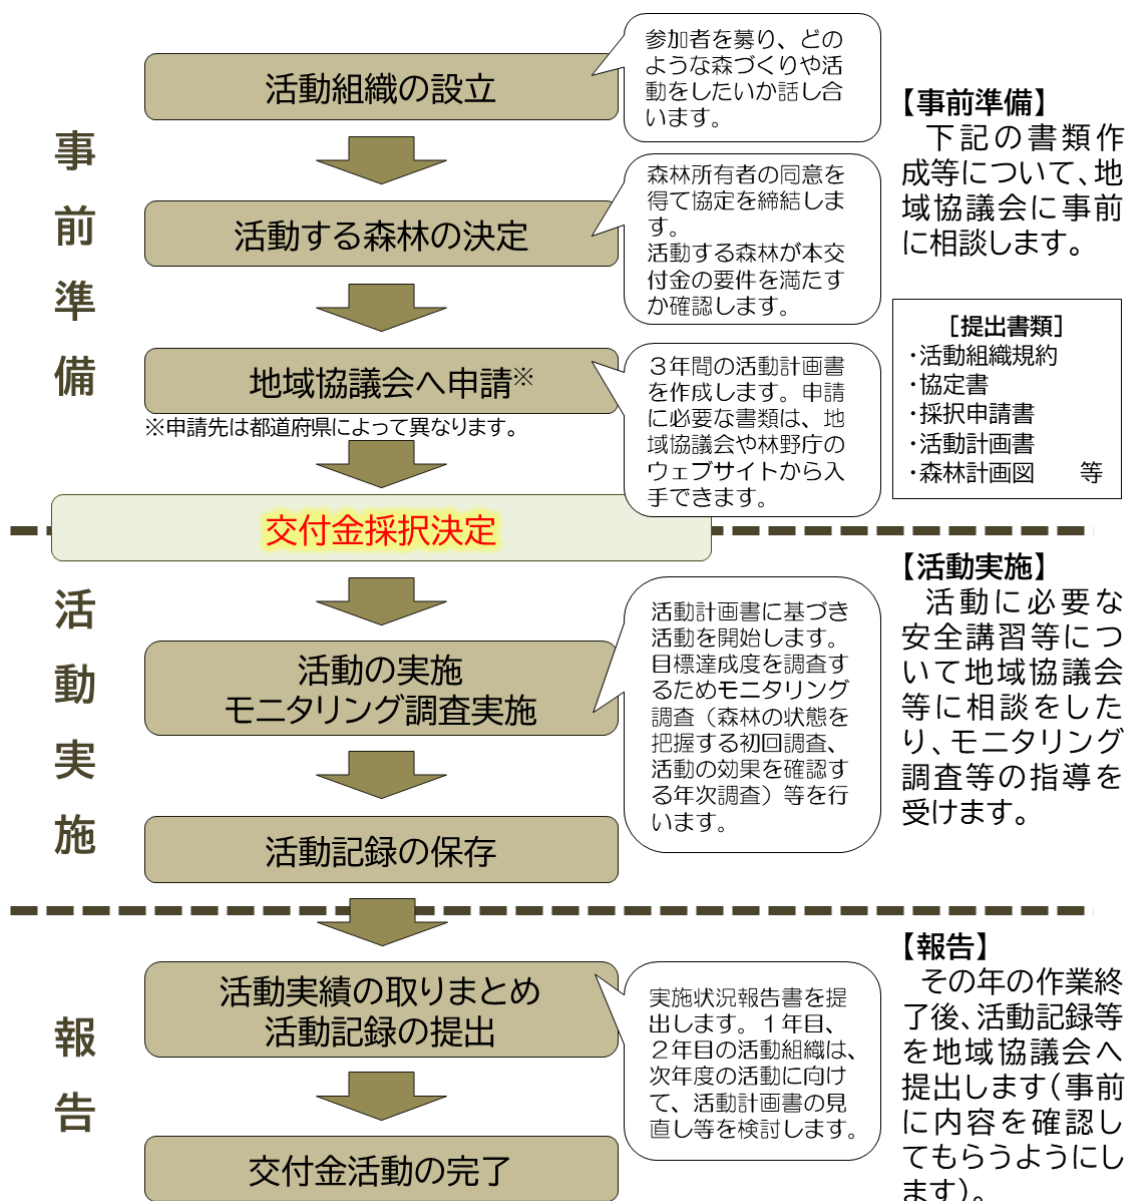 事前準備
活動組織の設立
参加者を募り、どの
ような森づくりや活
動をしたいか話し合
います。
活動する森林の決定
森林所有者の同意を
得て協定を締結しま
す。
活動する森林が本交
付金の要件を満たす
か確認します。
地域協議会へ申請※
※申請先は都道府県によって異なります。
３年間の活動計画書
を作成します。申請
に必要な書類は、地
域協議会や林野庁の
ウェブサイトから入
手できます。
【事前準備】
下記の書類作
成等について、地
域協議会に事前
に相談します。
［提出書類］
・活動組織規約
・協定書
・採択申請書
・活動計画書
・森林計画図　等
交付金採択決定
活動実施
活動の実施
モニタリング調査実施
活動計画書に基づき
活動を開始します。
目標達成度を調査す
るためモニタリング
調査（森林の状態を
把握する初回調査、
活動の効果を確認す
る年次調査）等を行
います。
活動記録の保存
【活動実施】
活動に必要な
安全講習等につ
いて地域協議会
等に相談をした
り、モニタリング
調査等の指導を
受けます。
報告
活動実績の取りまとめ
活動記録の提出
実施状況報告書を提
出します。１年目、
２年目の活動組織は、
次年度の活動に向け
て、活動計画書の見
直し等を検討します。
交付金活動の完了
【報告】
その年の作業終
了後、活動記録等
を地域協議会へ
提出します（事前
に内容を確認し
てもらうようにし
ます）。